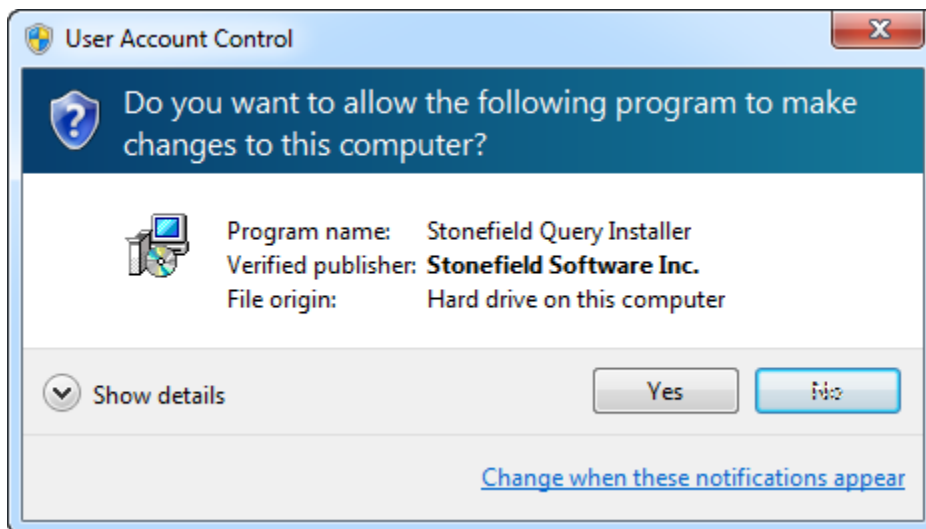 User Account Control
Do you want to allow the following program to make
changes to this computer?
Program name: Stonefield Query Installer
Verified publisher: Stonefield Software Inc.
File origin: Hard drive on this computer
Show details
Yes No
Change when these notifications appear